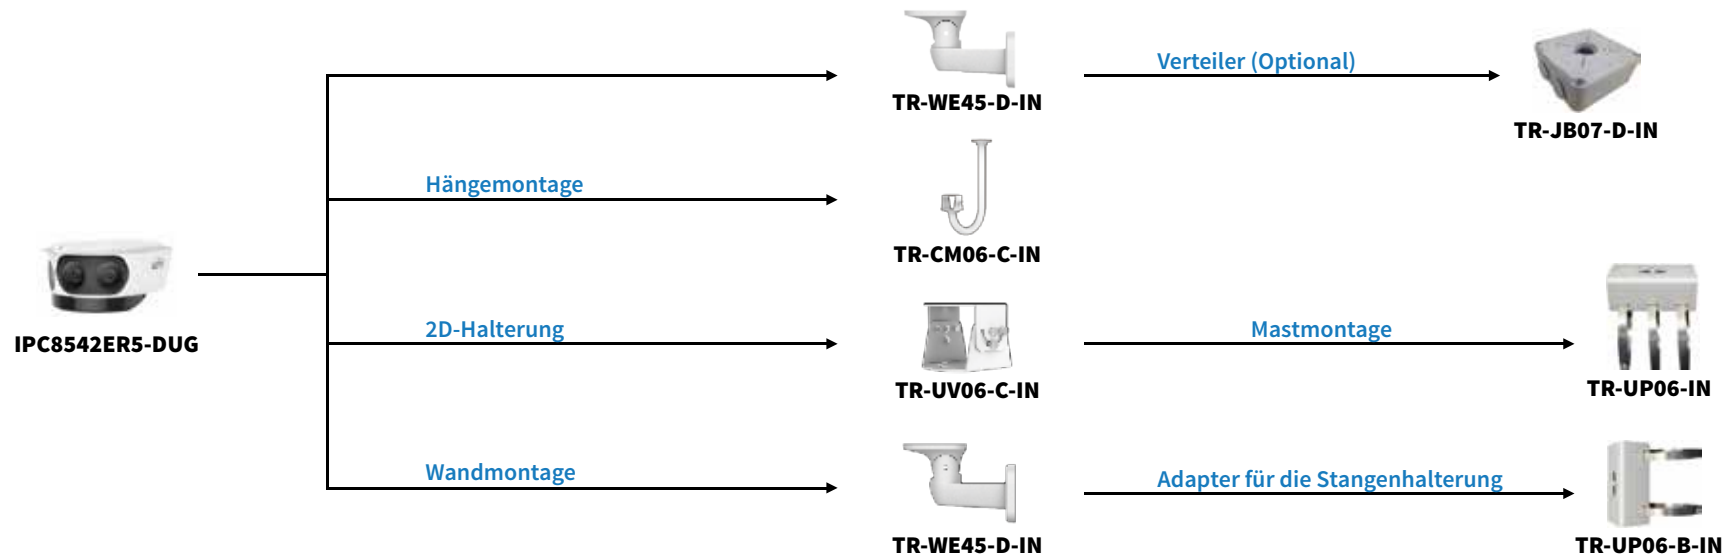 Verteiler (Optional)
TR-WE45-D-IN
TR-JB07-D-IN
Hängemontage
TR-CM06-C-IN
IPC8542ER5-DUG
2D-Halterung
Mastmontage
TR-UV06-C-IN
TR-UP06-IN
Wandmontage
Adapter für die Stangenhalterung
TR-WE45-D-IN
TR-UP06-B-IN